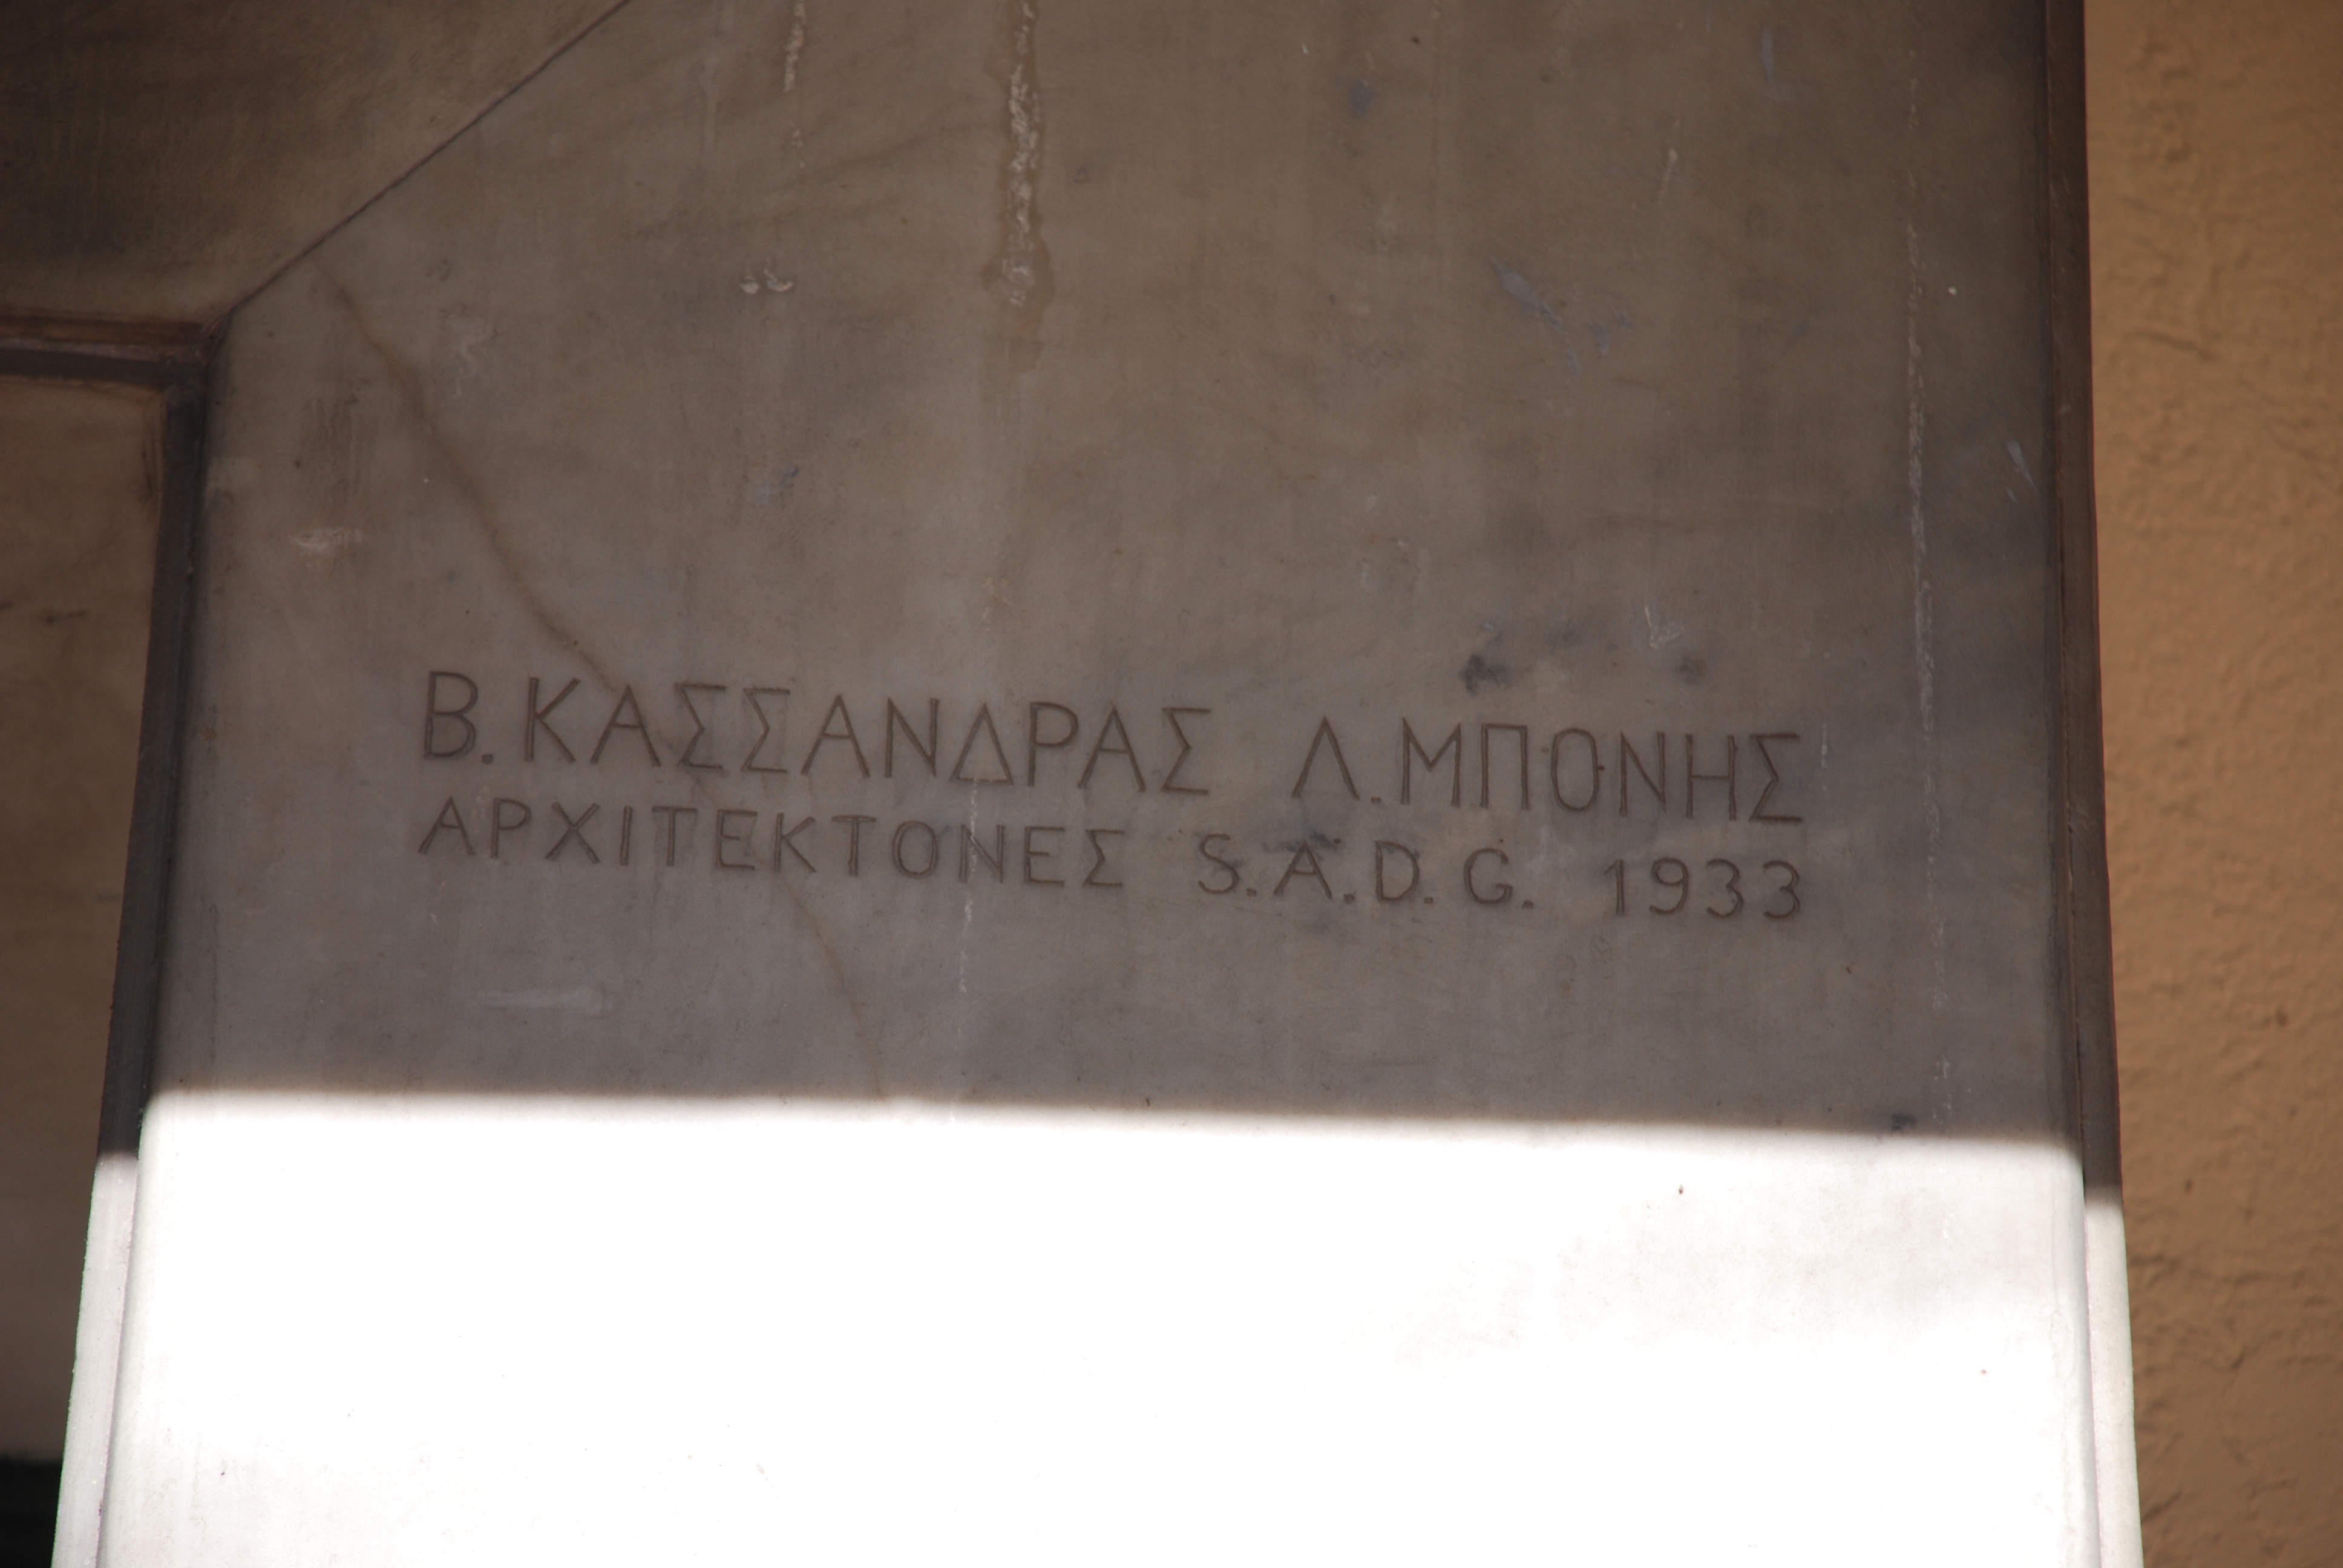 Β. ΚΑΣΣΑΝΔΡΑΣ Λ. ΜΠΟΝΗΣ
ΑΡΧΙΤΕΚΤΟΝΕΣ S.A.D.G. 1933